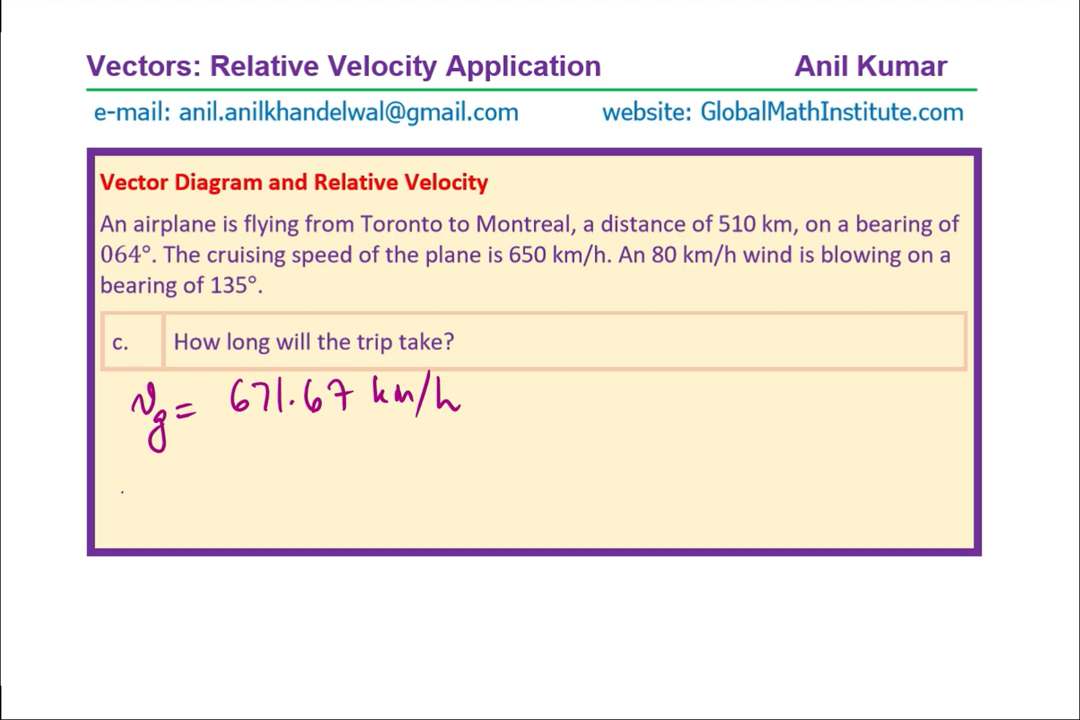 Vectors: Relative Velocity Application Anil Kumar
e-mail: anil.anilkhandelwal@gmail.com website: GlobalMathInstitute.com
Vector Diagram and Relative Velocity
An airplane is flying from Toronto to Montreal, a distance of 510 km, on a bearing of
064°. The cruising speed of the plane is 650 km/h. An 80 km/h wind is blowing on a
bearing of 135°.
c. How long will the trip take?
vg = 671.67 km/h